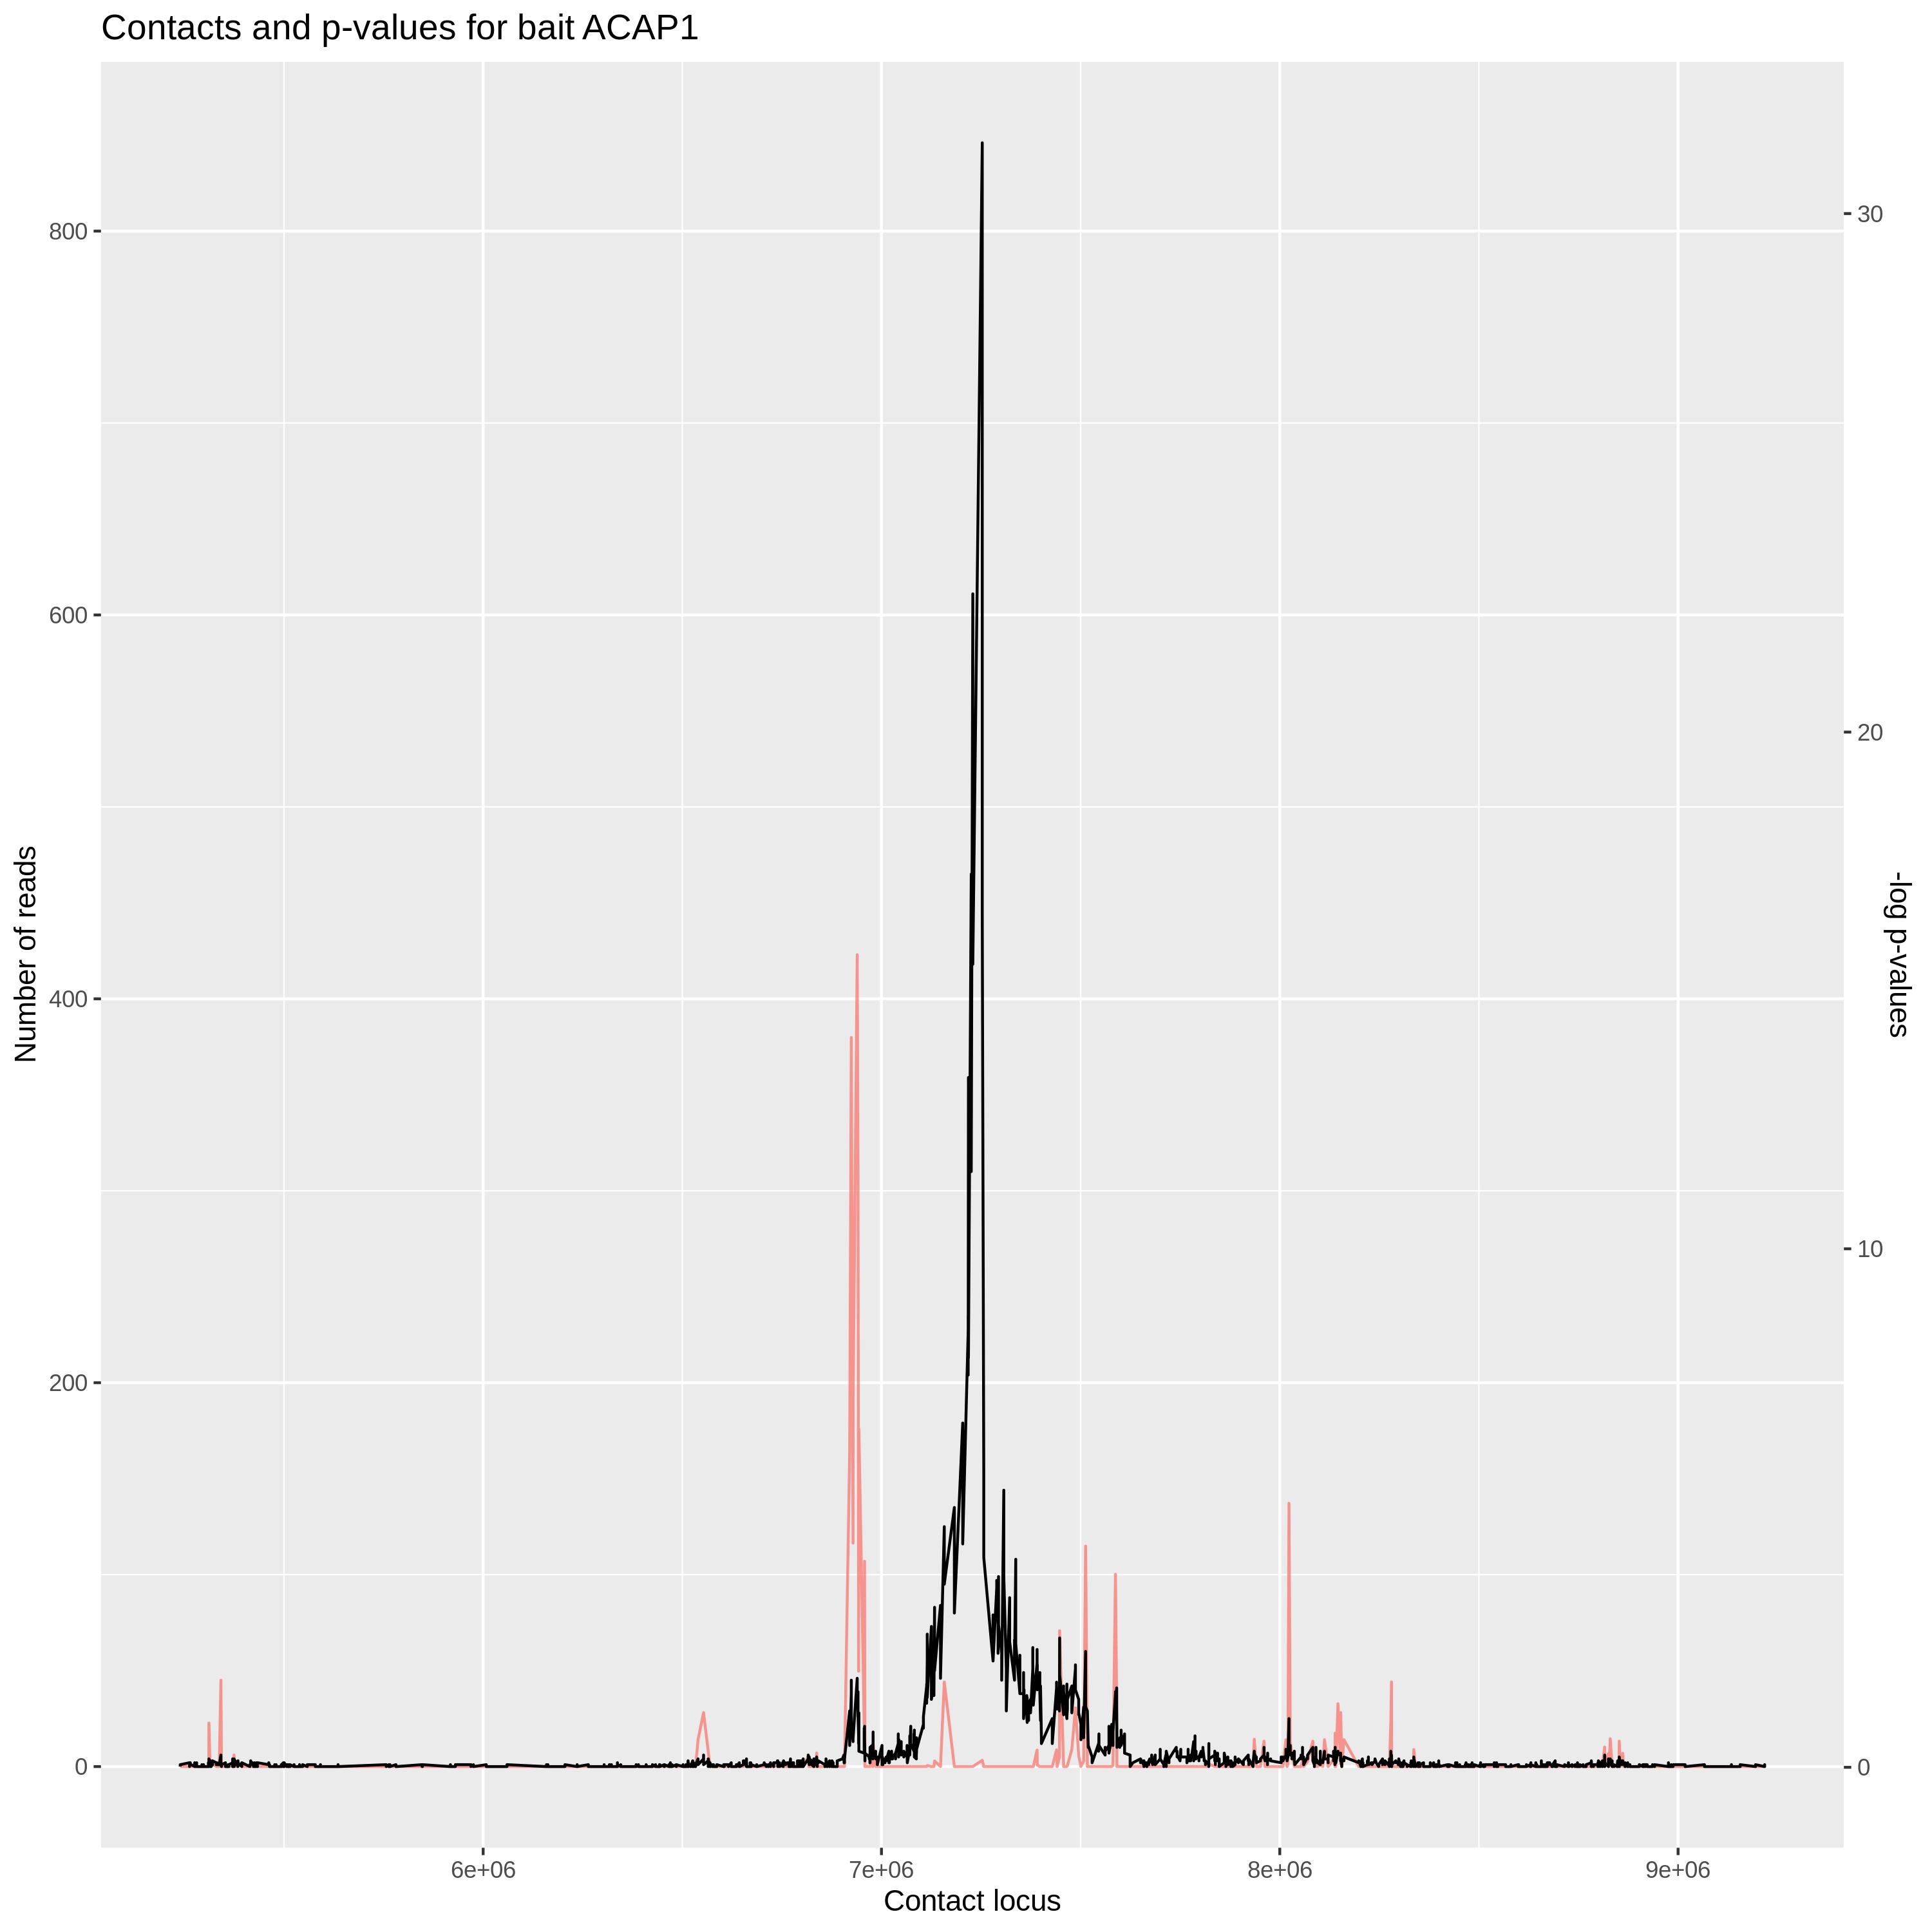 Contacts and p-values for bait ACAP1
800
600
400
200
0
Number of reads
30
20
10
0
-log p-values
6e+06
7e+06
8e+06
9e+06
Contact locus